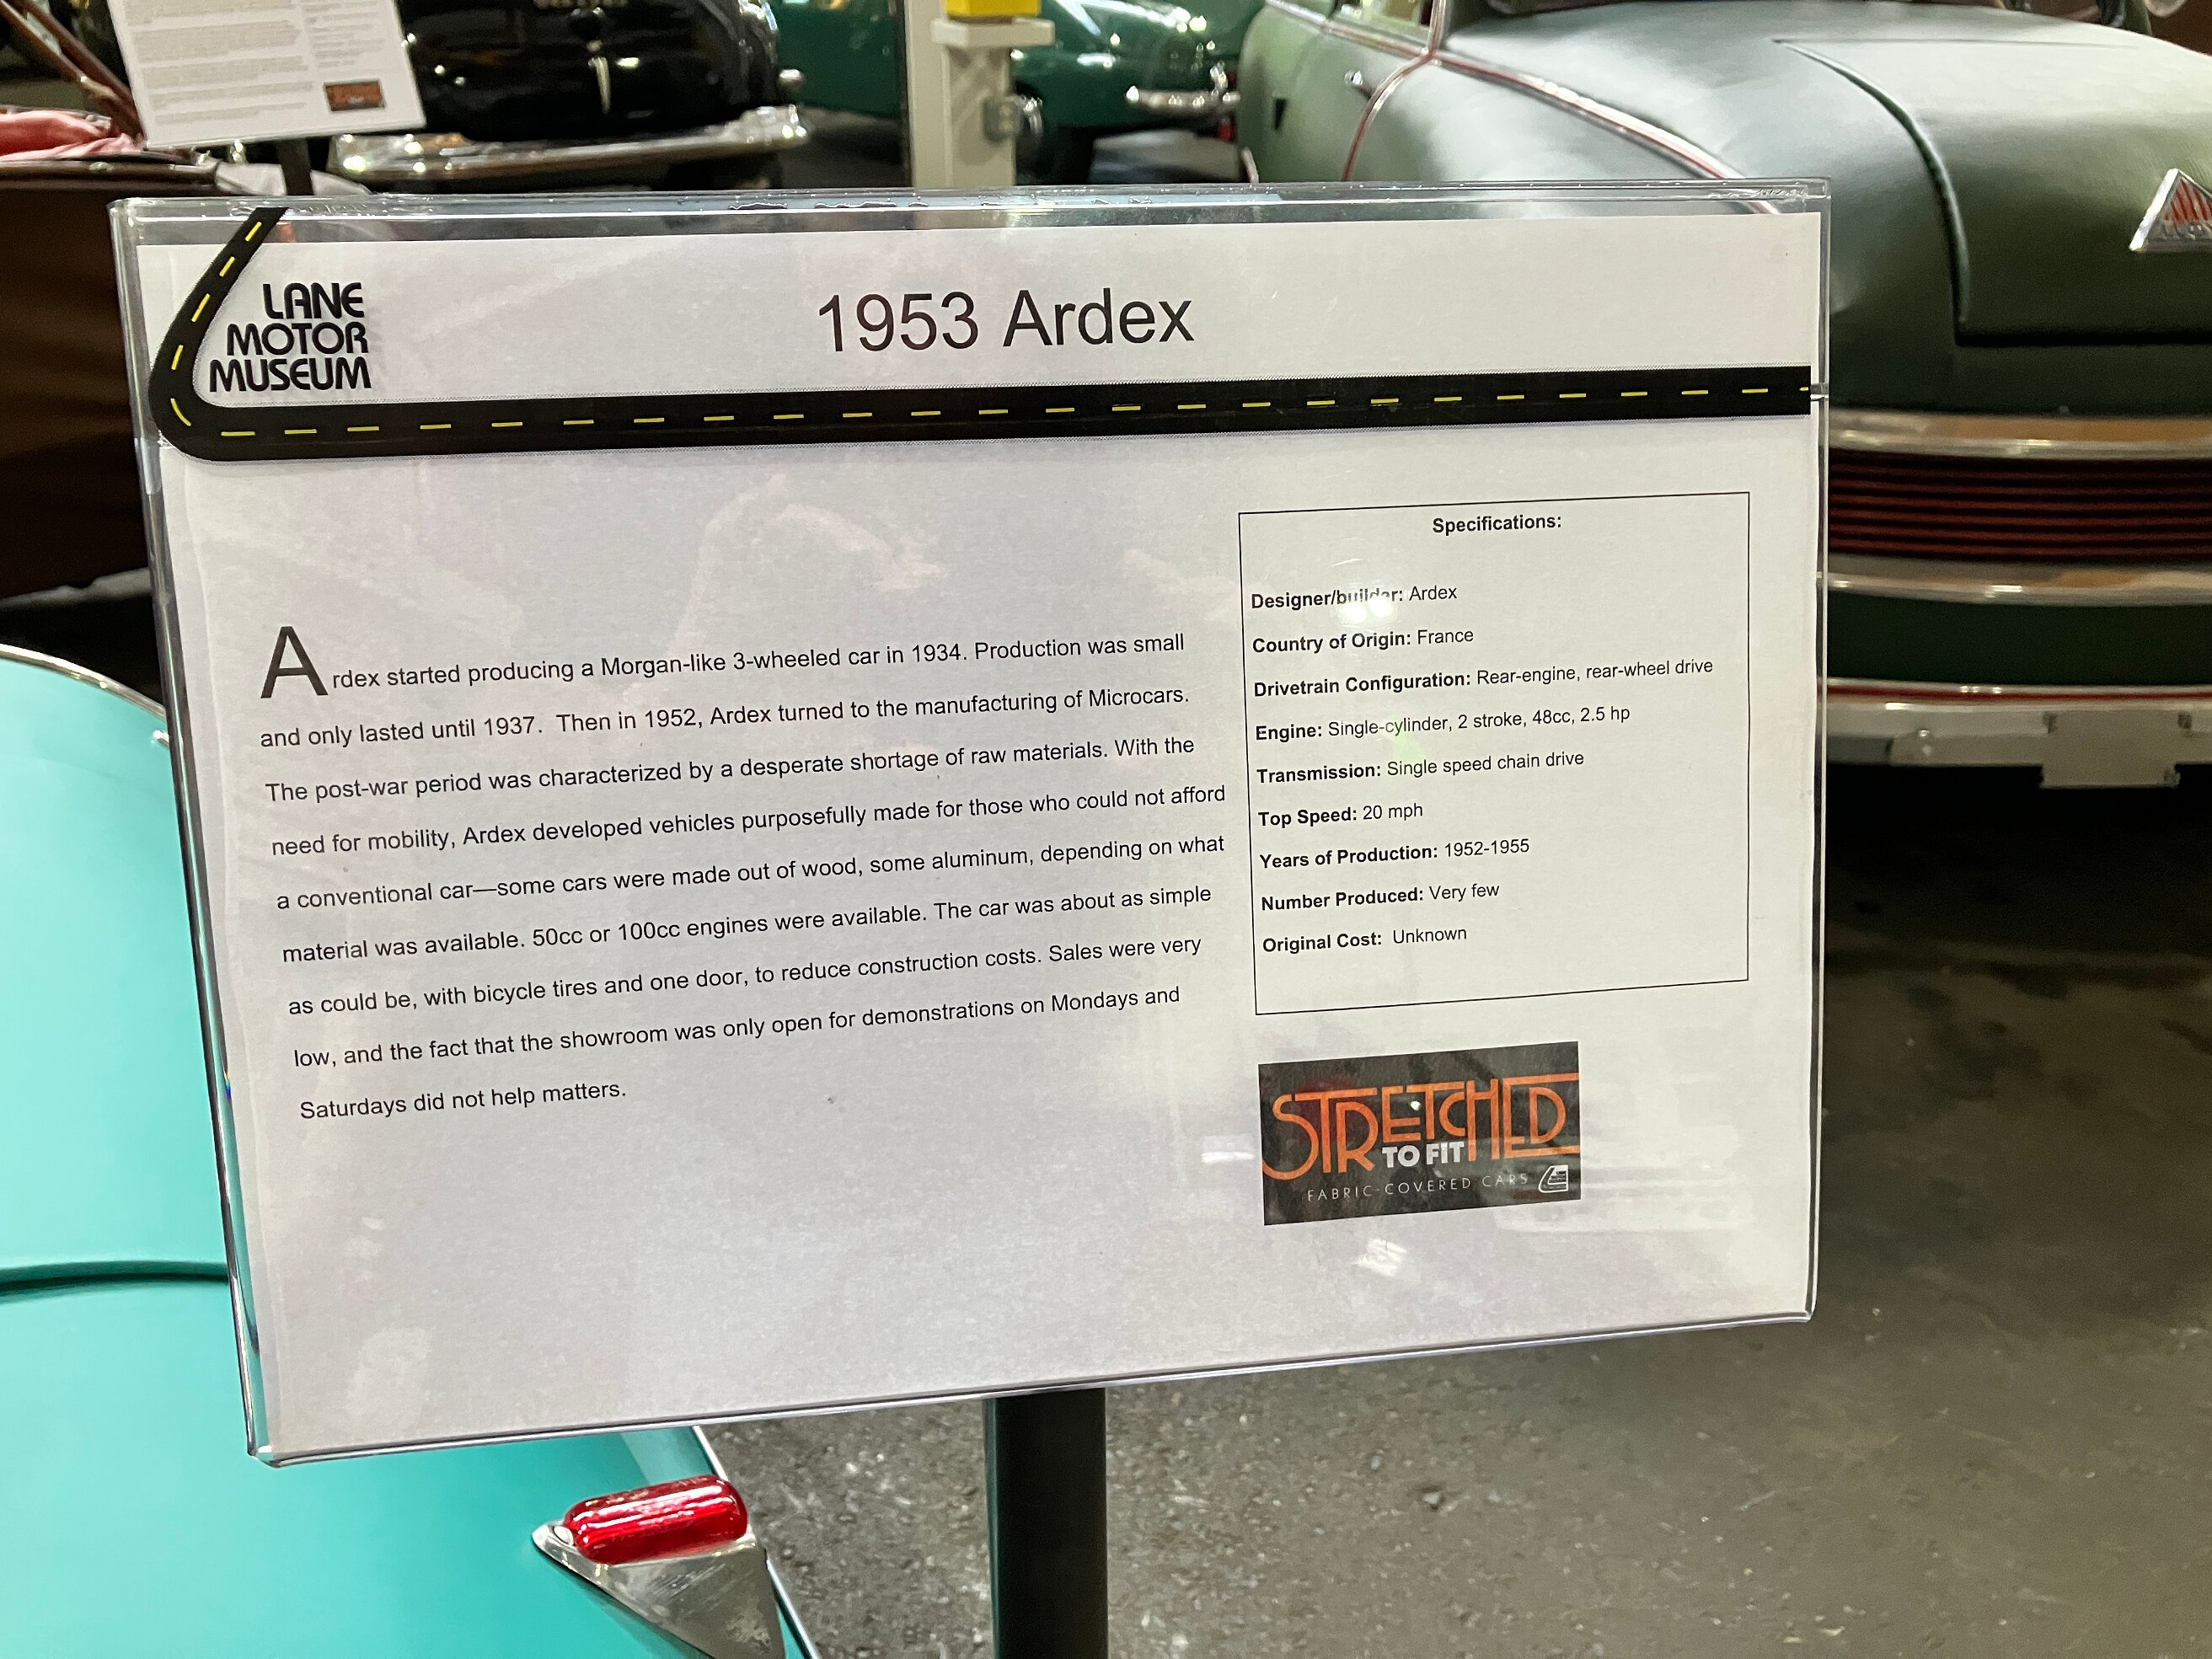 LANE
MOTOR
MUSEUM
1953 Ardex
Ardex started producing a Morgan-like 3-wheeled car in 1934. Production was small
and only lasted until 1937. Then in 1952, Ardex turned to the manufacturing of Microcars.
The post-war period was characterized by a desperate shortage of raw materials. With the
need for mobility, Ardex developed vehicles purposefully made for those who could not afford
a conventional car—some cars were made out of wood, some aluminum, depending on what
material was available. 50cc or 100cc engines were available. The car was about as simple
as could be, with bicycle tires and one door, to reduce construction costs. Sales were very
low, and the fact that the showroom was only open for demonstrations on Mondays and
Saturdays did not help matters.
Specifications:
Designer/builder: Ardex
Country of Origin: France
Drivetrain Configuration: Rear-engine, rear-wheel drive
Engine: Single-cylinder, 2 stroke, 48cc, 2.5 hp
Transmission: Single speed chain drive
Top Speed: 20 mph
Years of Production: 1952-1955
Number Produced: Very few
Original Cost: Unknown
STRETCHED
TO FIT
FABRIC-COVERED CARS